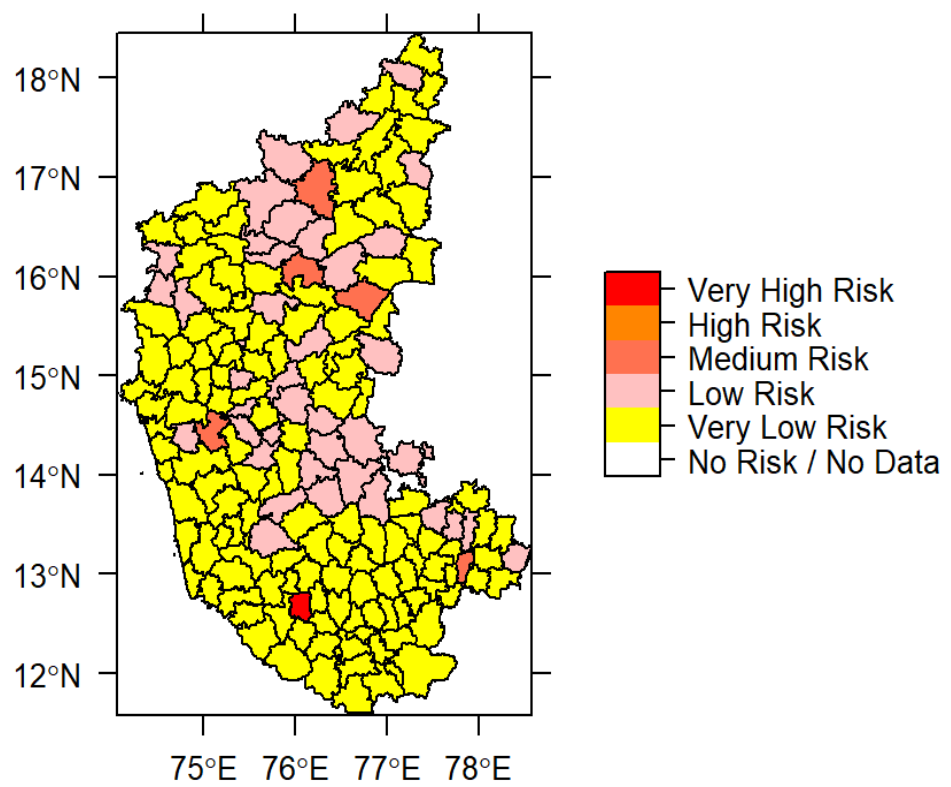 18°N
17°N
16°N
15°N
14°N
13°N
12°N
75°E 76°E 77°E 78°E
Very High Risk
High Risk
Medium Risk
Low Risk
Very Low Risk
No Risk / No Data